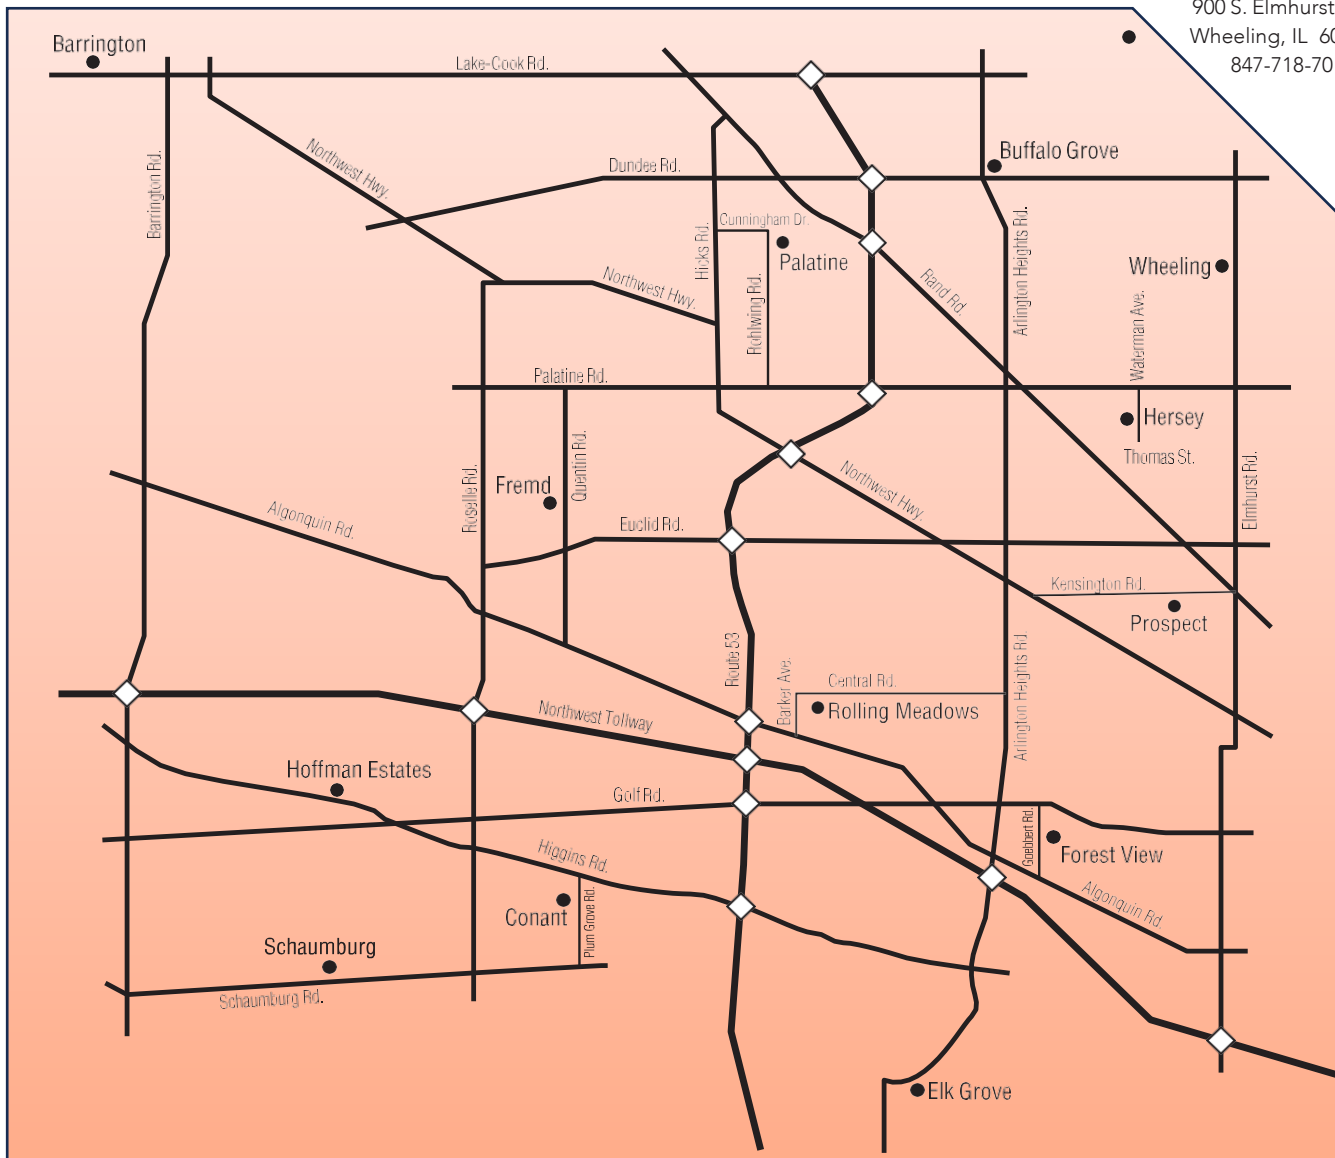 900 S. Elmhurst
Wheeling, IL 60
847-718-70
Barrington
Lake-Cook Rd.
Buffalo Grove
Northwest Hwy.
Dundee Rd.
Barrington Rd.
Cunningham Dr.
Hicks Rd.
Palatine
Arlington Heights Rd.
Wheeling
Northwest Hwy.
Rohlwing Rd.
Rand Rd.
Waterman Ave.
Palatine Rd.
Hersey
Thomas St.
Quentin Rd.
Roselle Rd.
Fremd
Northwest Hwy.
Elmhurst Rd.
Algonquin Rd.
Euclid Rd.
Kensington Rd.
Prospect
Route 53
Barker Ave.
Central Rd.
Arlington Heights Rd.
Rolling Meadows
Northwest Tollway
Hoffman Estates
Golf Rd.
Goebbert Rd.
Forest View
Higgins Rd.
Algonquin Rd.
Conant
Plum Grove Rd.
Schaumburg
Schaumburg Rd.
Elk Grove